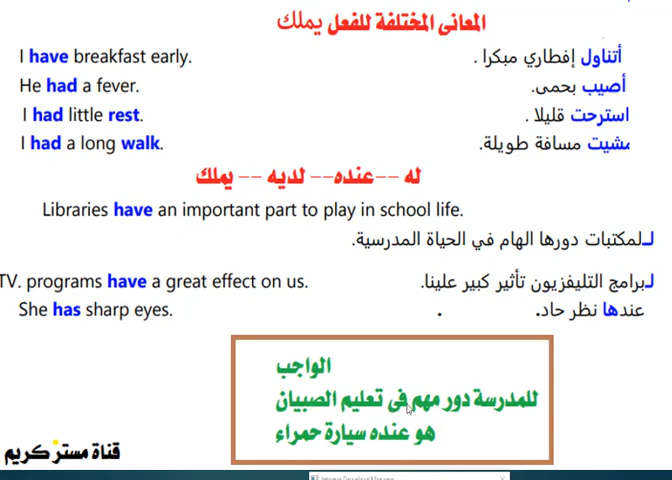 المعانى المختلفة للفعل يملك
I have breakfast early. أتناول إفطاري مبكرا .
He had a fever. أصيب بحمى.
I had little rest. استرحت قليلا .
I had a long walk. مشيت مسافة طويلة.
له -- عنده-- لديه -- يملك
Libraries have an important part to play in school life.
لـلمكتبات دورها الهام في الحياة المدرسية.
TV. programs have a great effect on us. لـبرامج التليفزيون تأثير كبير علينا.
She has sharp eyes. عندها نظر حاد.
الواجب
للمدرسة دور مهم فى تعليم الصبيان
هو عنده سيارة حمراء
قناة مستر كريم